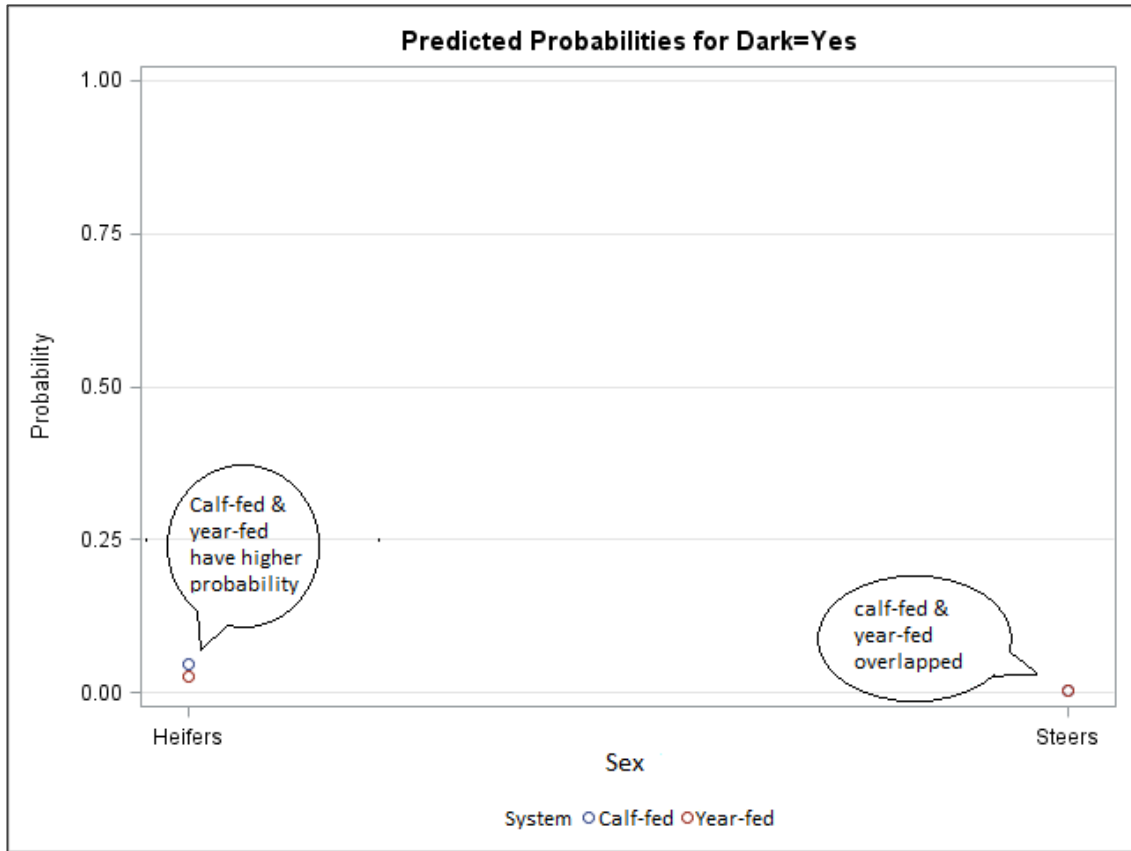 Predicted Probabilities for Dark=Yes
1.00
0.75
0.50
0.25
0.00
Probability
Calf-fed &
year-fed
have higher
probability
calf-fed &
year-fed
overlapped
Heifers
Steers
Sex
System Calf-fed Year-fed